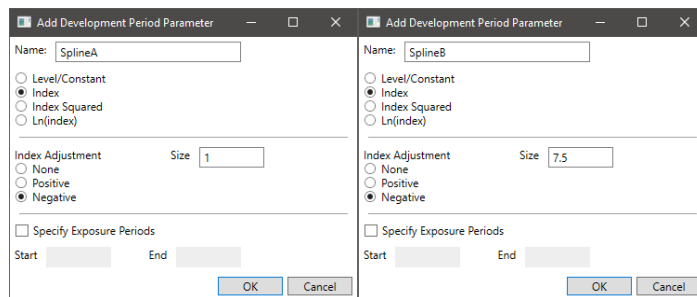 Add Development Period Parameter
Name: SplineA
Level/Constant
Index
Index Squared
Ln(index)
Index Adjustment Size 1
None
Positive
Negative
Specify Exposure Periods
Start End
OK Cancel
Add Development Period Parameter
Name: SplineB
Level/Constant
Index
Index Squared
Ln(index)
Index Adjustment Size 7.5
None
Positive
Negative
Specify Exposure Periods
Start End
OK Cancel